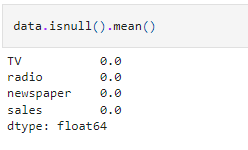 data.isnull().mean()
TV 0.0
radio 0.0
newspaper 0.0
sales 0.0
dtype: float64